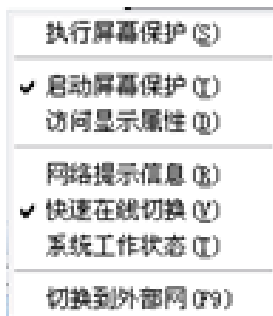 执行屏幕保护(S)
启动屏幕保护(Y)
访问显示属性(D)
网络提示信息(R)
快速在线切换(V)
系统工作状态(T)
切换到外部网(F9)